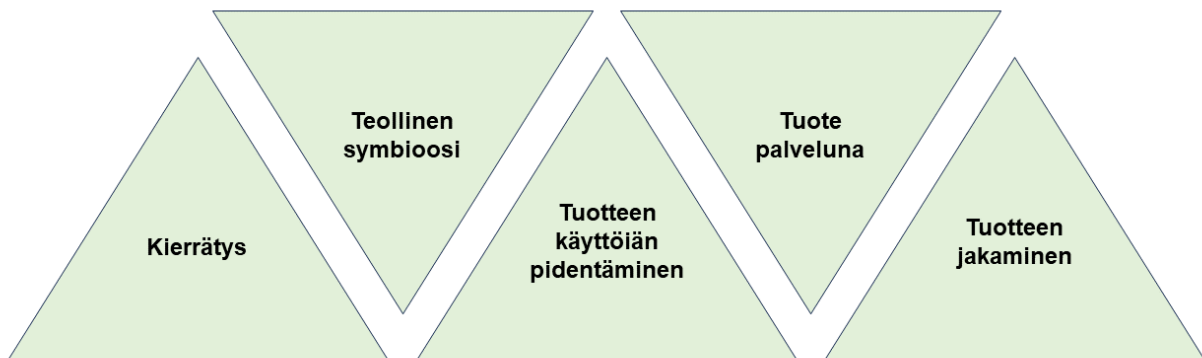 Kierrätys
Teollinen
symbioosi
Tuotteen
käyttöiän
pidentäminen
Tuote
palveluna
Tuotteen
jakaminen